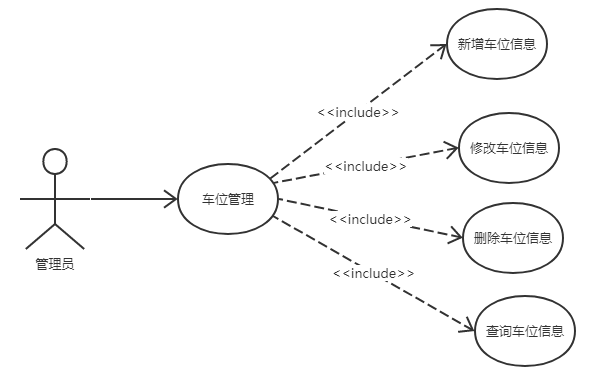 新增车位信息
<<include>>
修改车位信息
<<include>>
车位管理
<<include>>
删除车位信息
管理员
<<include>>
查询车位信息